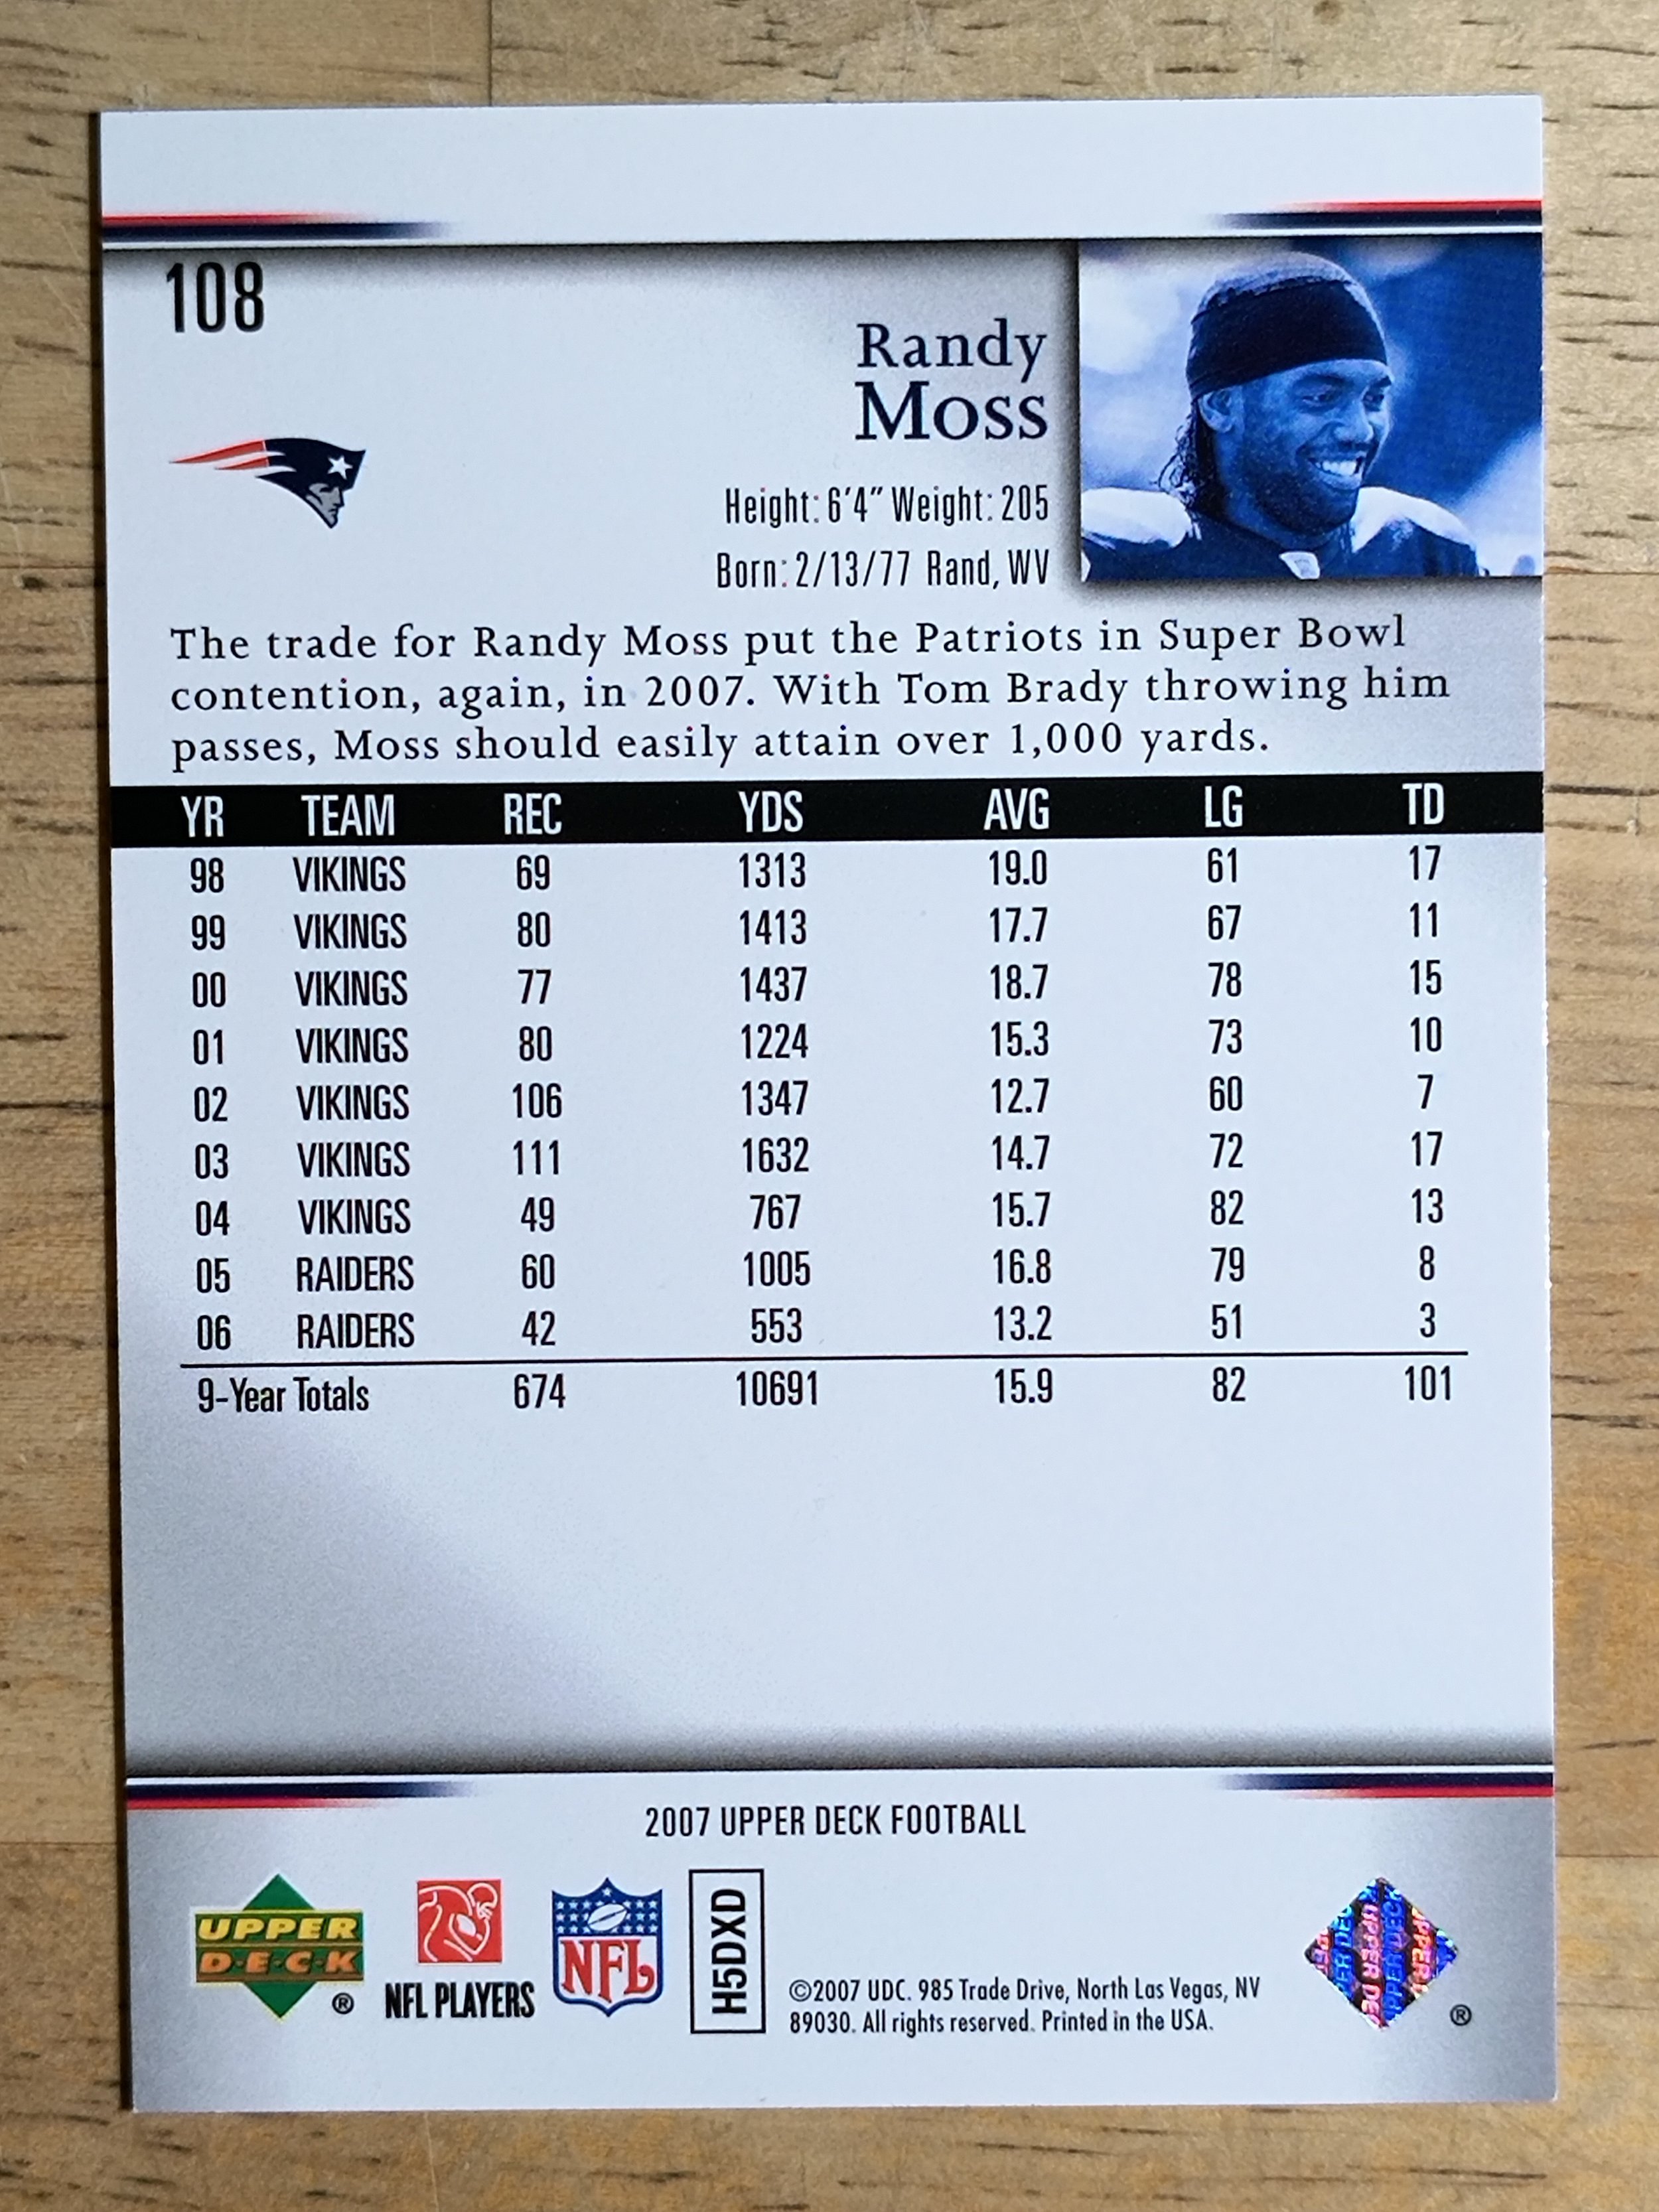 108
Randy
Moss
Height: 6'4" Weight: 205
Born: 2/13/77 Rand, WV
The trade for Randy Moss put the Patriots in Super Bowl
contention, again, in 2007. With Tom Brady throwing him
passes, Moss should easily attain over 1,000 yards.
YR TEAM REC YDS AVG LG TD
98 VIKINGS 69 1313 19.0 61 17
99 VIKINGS 80 1413 17.7 67 11
00 VIKINGS 77 1437 18.7 78 15
01 VIKINGS 80 1224 15.3 73 10
02 VIKINGS 106 1347 12.7 60 7
03 VIKINGS 111 1632 14.7 72 17
04 VIKINGS 49 767 15.7 82 13
05 RAIDERS 60 1005 16.8 79 8
06 RAIDERS 42 553 13.2 51 3
9-Year Totals 674 10691 15.9 82 101
2007 UPPER DECK FOOTBALL
UPPER
D·E·C·K
®
NFL PLAYERS
NFL
H5DXD
©2007 UDC. 985 Trade Drive, North Las Vegas, NV
89030. All rights reserved. Printed in the USA.
UPPER DECK
®